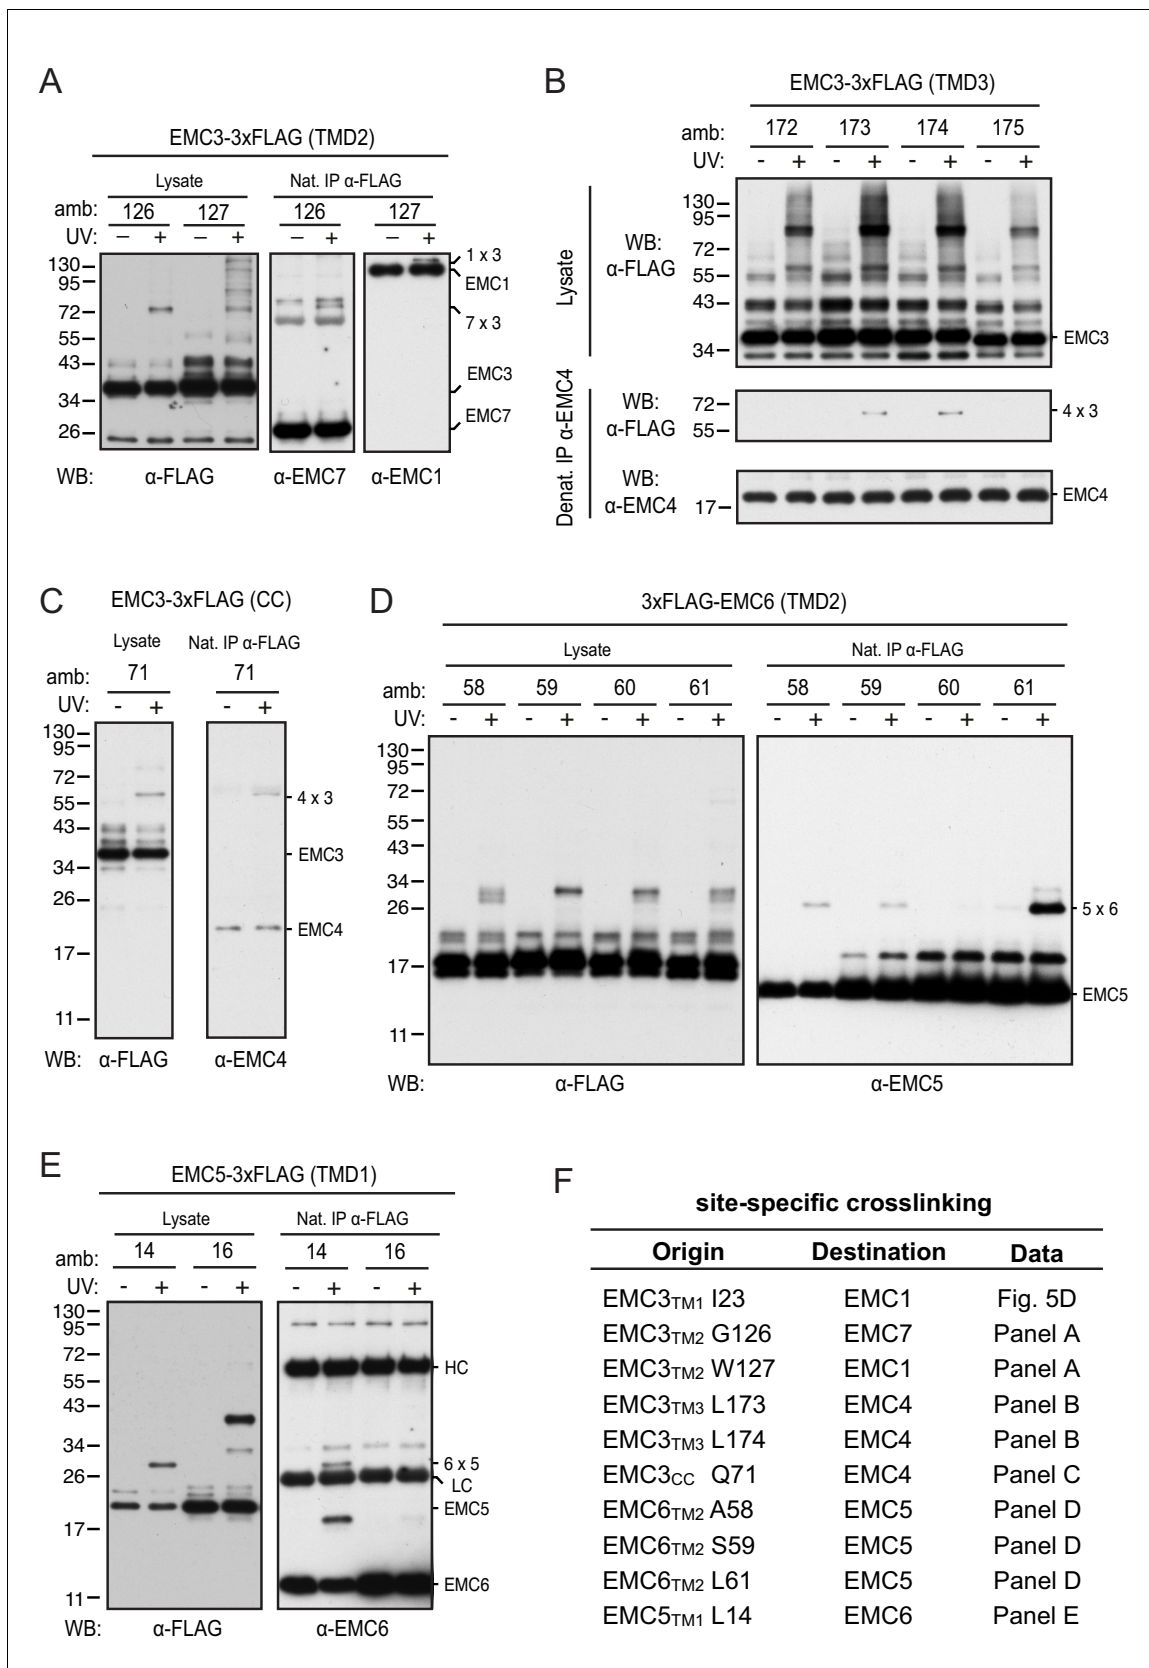 A
EMC3-3xFLAG (TMD2)
Lysate Nat. IP α-FLAG
amb: 126 127 126 127
UV: – + – + – + – +
130
95
72
55
43
34
26
1 x 3
EMC1
7 x 3
EMC3
EMC7
WB: α-FLAG α-EMC7 α-EMC1
B
EMC3-3xFLAG (TMD3)
amb: 172 173 174 175
UV: - + - + - + - +
Lysate
WB:
α-FLAG
130
95
72
55
43
34
EMC3
Denat. IP α-EMC4
WB:
α-FLAG
72
55
4 x 3
WB:
α-EMC4
17
EMC4
C
EMC3-3xFLAG (CC)
Lysate Nat. IP α-FLAG
amb: 71 71
UV: - + - +
130
95
72
55
43
34
26
17
11
4 x 3
EMC3
EMC4
WB: α-FLAG α-EMC4
D
3xFLAG-EMC6 (TMD2)
Lysate Nat. IP α-FLAG
amb: 58 59 60 61 58 59 60 61
UV: - + - + - + - + - + - + - + - +
130
95
72
55
43
34
26
17
11
5 x 6
EMC5
WB: α-FLAG α-EMC5
E
EMC5-3xFLAG (TMD1)
Lysate Nat. IP α-FLAG
amb: 14 16 14 16
UV: - + - + - + - +
130
95
72
55
43
34
26
17
11
HC
6 x 5
LC
EMC5
EMC6
WB: α-FLAG α-EMC6
F
site-specific crosslinking
Origin Destination Data
EMC3TM1 I23 EMC1 Fig. 5D
EMC3TM2 G126 EMC7 Panel A
EMC3TM2 W127 EMC1 Panel A
EMC3TM3 L173 EMC4 Panel B
EMC3TM3 L174 EMC4 Panel B
EMC3CC Q71 EMC4 Panel C
EMC6TM2 A58 EMC5 Panel D
EMC6TM2 S59 EMC5 Panel D
EMC6TM2 L61 EMC5 Panel D
EMC5TM1 L14 EMC6 Panel E